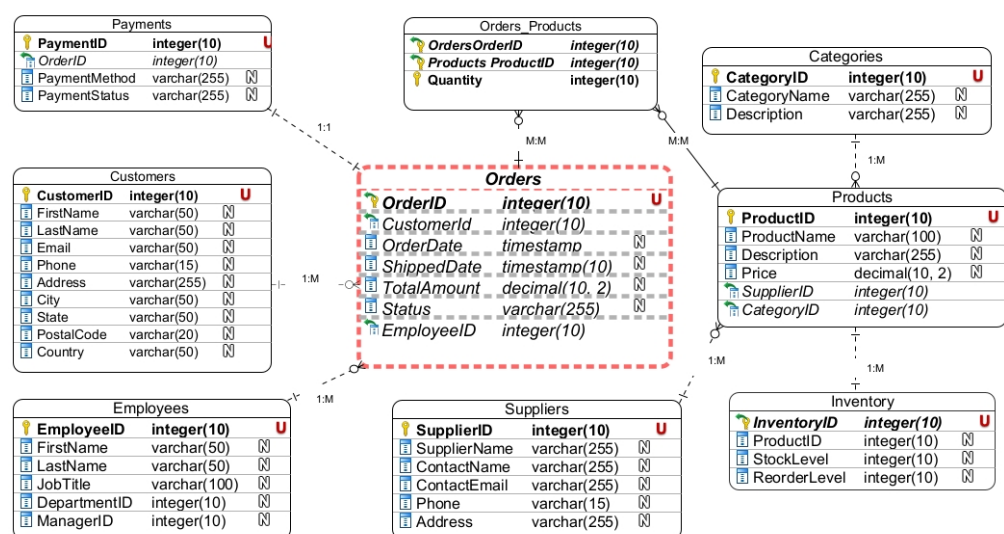 Payments
PaymentID integer(10) U
OrderID integer(10)
PaymentMethod varchar(255) N
PaymentStatus varchar(255) N
Orders_Products
OrdersOrderID integer(10)
Products ProductID integer(10)
Quantity integer(10)
Categories
CategoryID integer(10) U
CategoryName varchar(255) N
Description varchar(255) N
1:1
M:M
M:M
1:M
Customers
CustomerID integer(10) U
FirstName varchar(50) N
LastName varchar(50) N
Email varchar(50) N
Phone varchar(15) N
Address varchar(255) N
City varchar(50) N
State varchar(50) N
PostalCode varchar(20) N
Country varchar(50) N
1:M
Orders
OrderID integer(10) U
CustomerId integer(10)
OrderDate timestamp N
ShippedDate timestamp(10) N
TotalAmount decimal(10, 2) N
Status varchar(255) N
EmployeeID integer(10)
Products
ProductID integer(10) U
ProductName varchar(100) N
Description varchar(255) N
Price decimal(10, 2) N
SupplierID integer(10)
CategoryID integer(10)
1:M
1:M
1:M
Employees
EmployeeID integer(10) U
FirstName varchar(50) N
LastName varchar(50) N
JobTitle varchar(100) N
DepartmentID integer(10) N
ManagerID integer(10) N
Suppliers
SupplierID integer(10) U
SupplierName varchar(255) N
ContactName varchar(255) N
ContactEmail varchar(255) N
Phone varchar(15) N
Address varchar(255) N
Inventory
InventoryID integer(10) U
ProductID integer(10) N
StockLevel integer(10) N
ReorderLevel integer(10) N